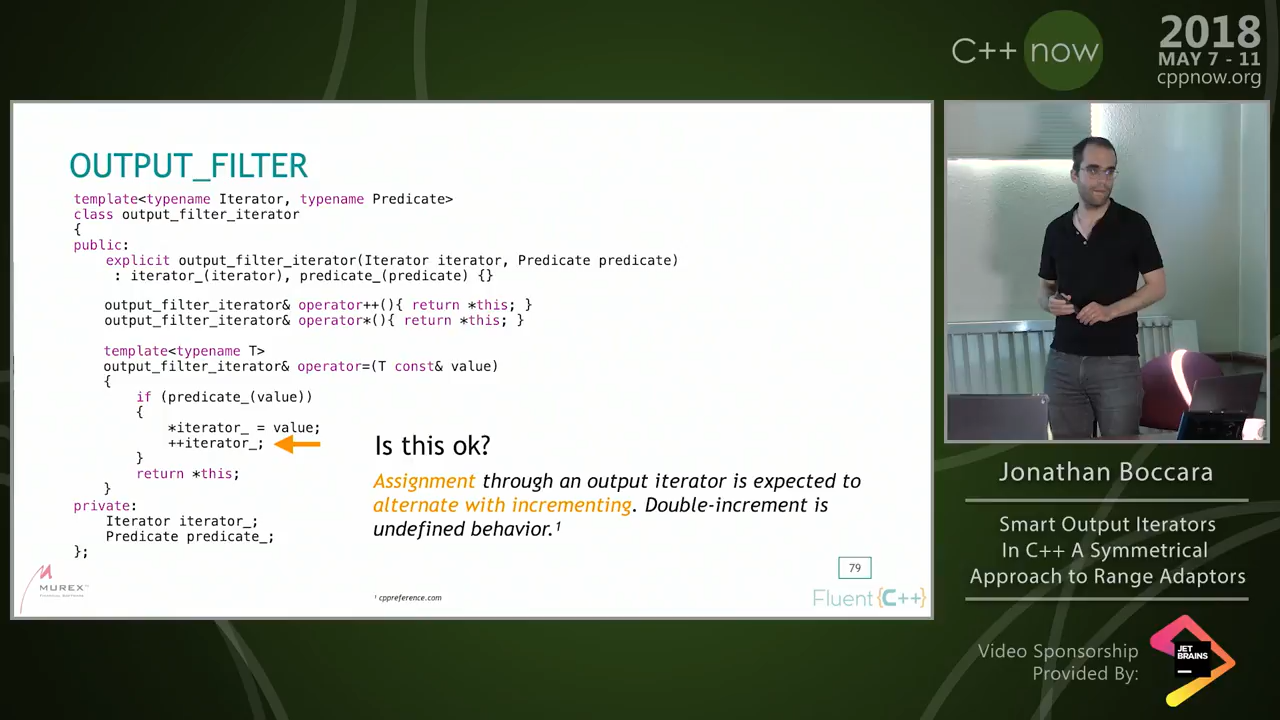 C++ now
2018
MAY 7 - 11
cppnow.org
OUTPUT_FILTER
template<typename Iterator, typename Predicate>
class output_filter_iterator
{
public:
explicit output_filter_iterator(Iterator iterator, Predicate predicate)
: iterator_(iterator), predicate_(predicate) {}
output_filter_iterator& operator++(){ return *this; }
output_filter_iterator& operator*(){ return *this; }
template<typename T>
output_filter_iterator& operator=(T const& value)
{
if (predicate_(value))
{
*iterator_ = value;
++iterator_;
}
return *this;
}
private:
Iterator iterator_;
Predicate predicate_;
};
Is this ok?
Assignment through an output iterator is expected to
alternate with incrementing. Double-increment is
undefined behavior.¹
79
MUREX
¹ cppreference.com
Fluent {C++}
Jonathan Boccara
Smart Output Iterators
In C++ A Symmetrical
Approach to Range Adaptors
Video Sponsorship
Provided By:
JET
BRAINS